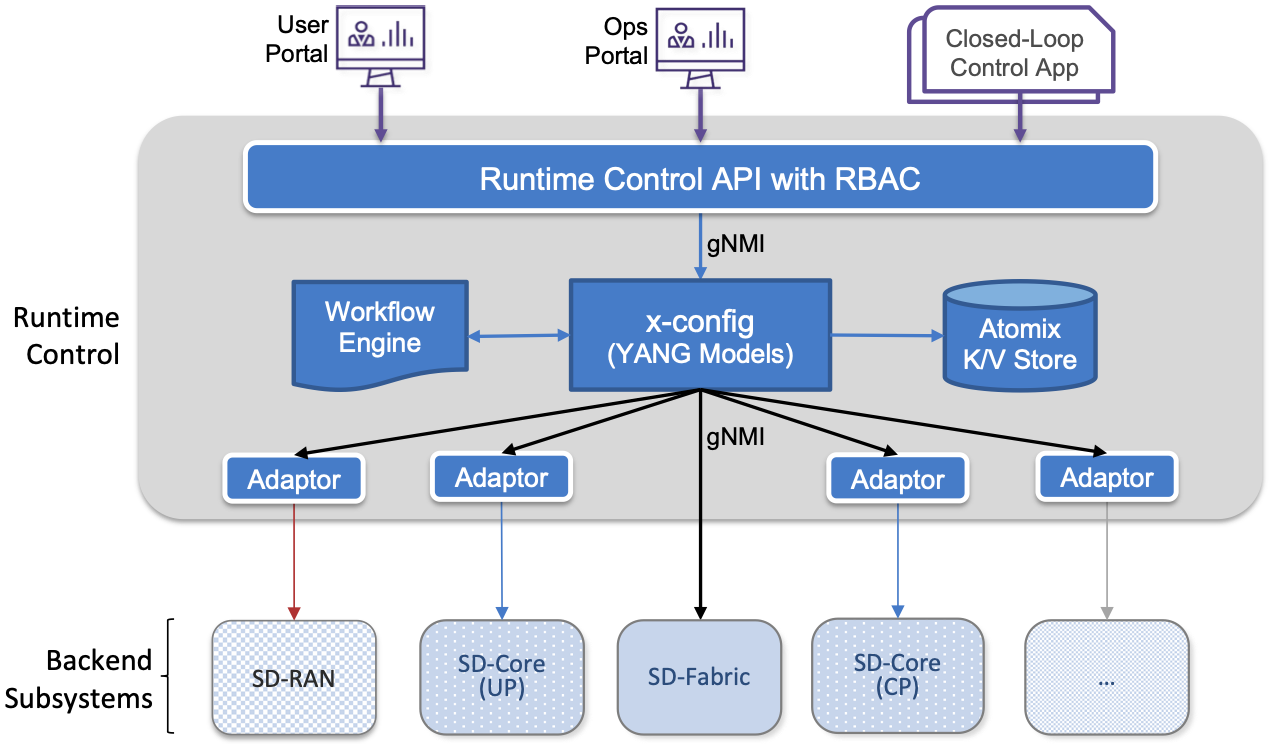 User
Portal
Ops
Portal
Closed-Loop
Control App
Runtime Control API with RBAC
gNMI
Runtime
Control
Workflow
Engine
x-config
(YANG Models)
Atomix
K/V Store
gNMI
Adaptor
Adaptor
Adaptor
Adaptor
Backend
Subsystems
SD-RAN
SD-Core
(UP)
SD-Fabric
SD-Core
(CP)
...